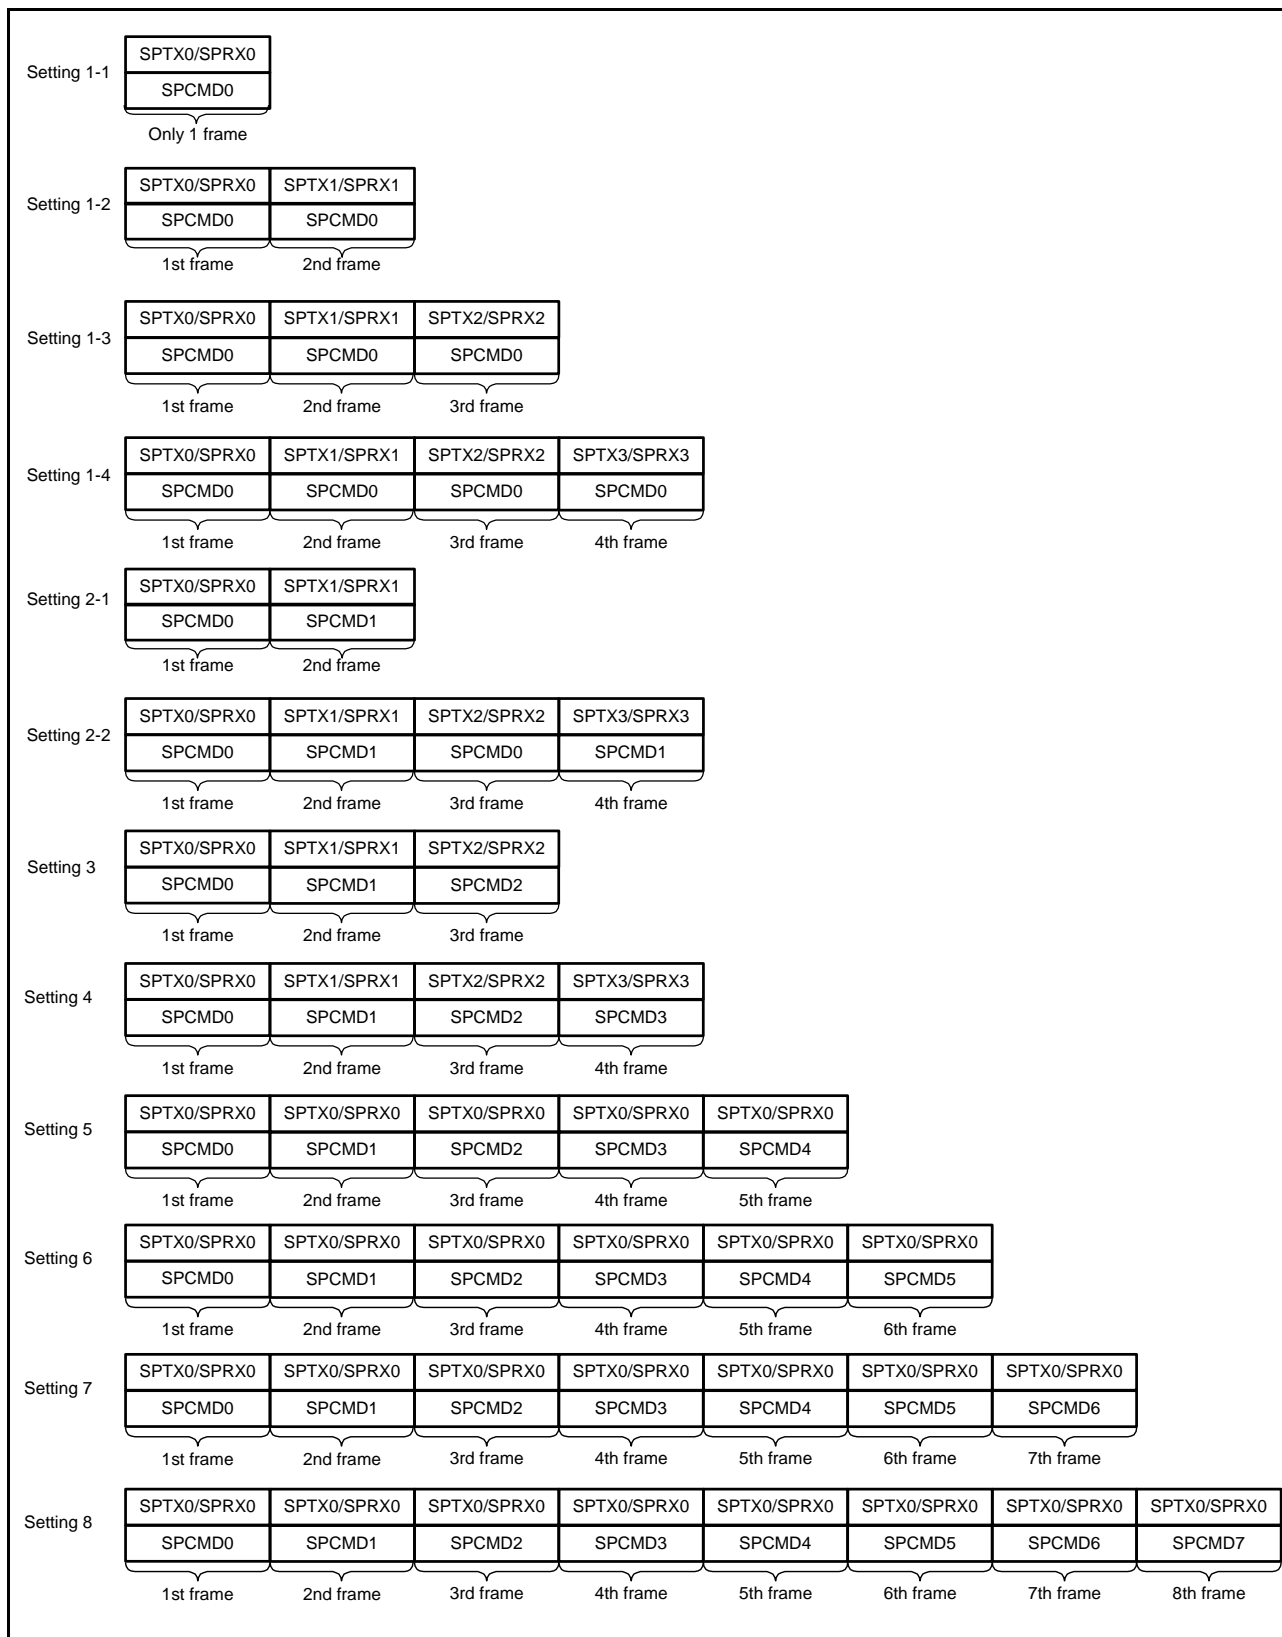 Setting 1-1
SPTX0/SPRX0
SPCMD0
Only 1 frame
Setting 1-2
SPTX0/SPRX0 SPTX1/SPRX1
SPCMD0 SPCMD0
1st frame 2nd frame
Setting 1-3
SPTX0/SPRX0 SPTX1/SPRX1 SPTX2/SPRX2
SPCMD0 SPCMD0 SPCMD0
1st frame 2nd frame 3rd frame
Setting 1-4
SPTX0/SPRX0 SPTX1/SPRX1 SPTX2/SPRX2 SPTX3/SPRX3
SPCMD0 SPCMD0 SPCMD0 SPCMD0
1st frame 2nd frame 3rd frame 4th frame
Setting 2-1
SPTX0/SPRX0 SPTX1/SPRX1
SPCMD0 SPCMD1
1st frame 2nd frame
Setting 2-2
SPTX0/SPRX0 SPTX1/SPRX1 SPTX2/SPRX2 SPTX3/SPRX3
SPCMD0 SPCMD1 SPCMD0 SPCMD1
1st frame 2nd frame 3rd frame 4th frame
Setting 3
SPTX0/SPRX0 SPTX1/SPRX1 SPTX2/SPRX2
SPCMD0 SPCMD1 SPCMD2
1st frame 2nd frame 3rd frame
Setting 4
SPTX0/SPRX0 SPTX1/SPRX1 SPTX2/SPRX2 SPTX3/SPRX3
SPCMD0 SPCMD1 SPCMD2 SPCMD3
1st frame 2nd frame 3rd frame 4th frame
Setting 5
SPTX0/SPRX0 SPTX0/SPRX0 SPTX0/SPRX0 SPTX0/SPRX0 SPTX0/SPRX0
SPCMD0 SPCMD1 SPCMD2 SPCMD3 SPCMD4
1st frame 2nd frame 3rd frame 4th frame 5th frame
Setting 6
SPTX0/SPRX0 SPTX0/SPRX0 SPTX0/SPRX0 SPTX0/SPRX0 SPTX0/SPRX0 SPTX0/SPRX0
SPCMD0 SPCMD1 SPCMD2 SPCMD3 SPCMD4 SPCMD5
1st frame 2nd frame 3rd frame 4th frame 5th frame 6th frame
Setting 7
SPTX0/SPRX0 SPTX0/SPRX0 SPTX0/SPRX0 SPTX0/SPRX0 SPTX0/SPRX0 SPTX0/SPRX0 SPTX0/SPRX0
SPCMD0 SPCMD1 SPCMD2 SPCMD3 SPCMD4 SPCMD5 SPCMD6
1st frame 2nd frame 3rd frame 4th frame 5th frame 6th frame 7th frame
Setting 8
SPTX0/SPRX0 SPTX0/SPRX0 SPTX0/SPRX0 SPTX0/SPRX0 SPTX0/SPRX0 SPTX0/SPRX0 SPTX0/SPRX0 SPTX0/SPRX0
SPCMD0 SPCMD1 SPCMD2 SPCMD3 SPCMD4 SPCMD5 SPCMD6 SPCMD7
1st frame 2nd frame 3rd frame 4th frame 5th frame 6th frame 7th frame 8th frame